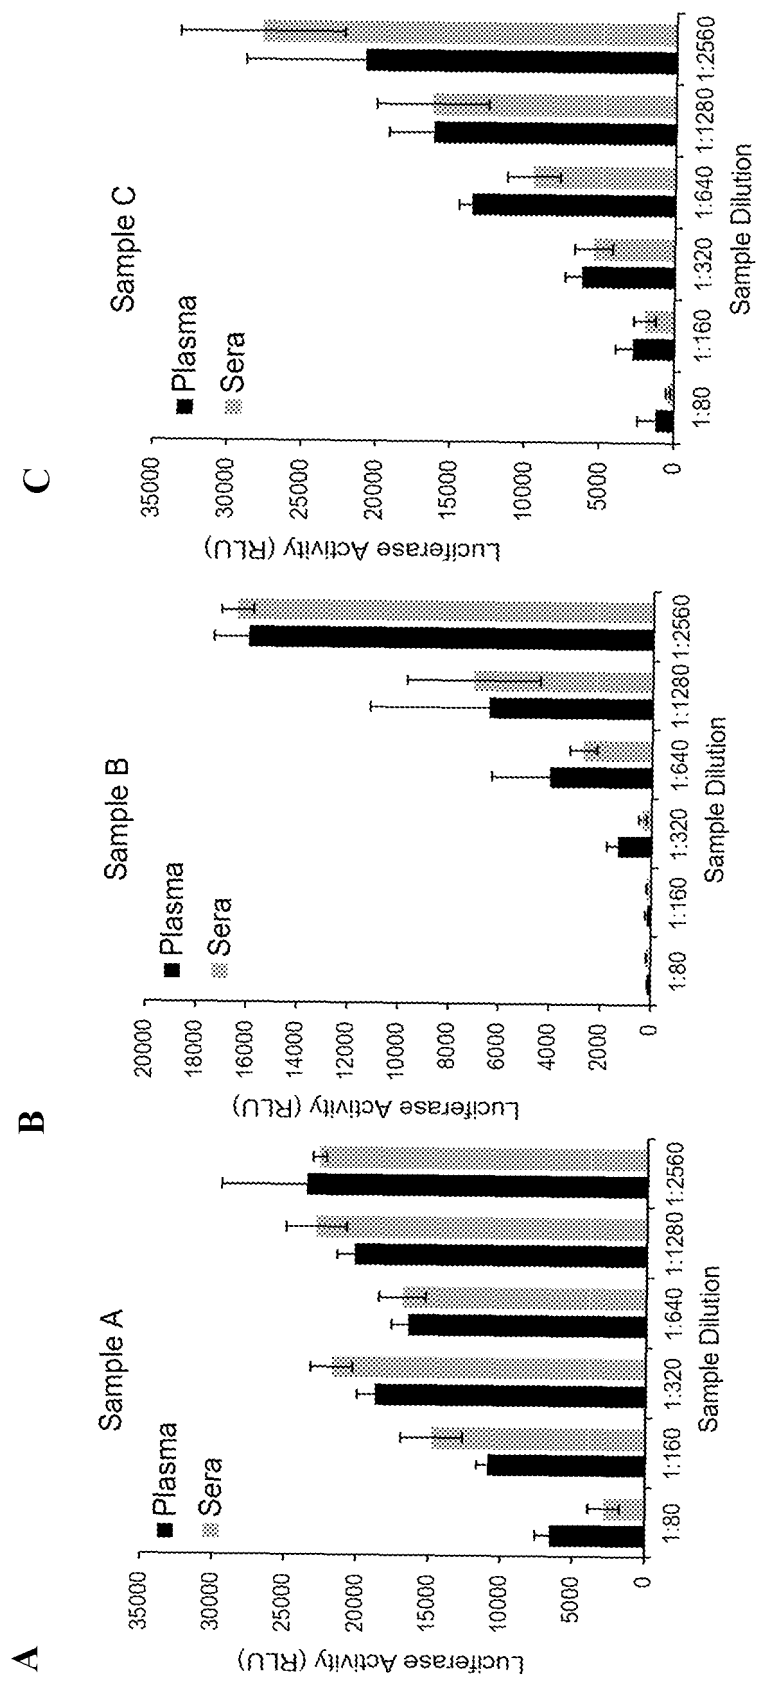 A
Sample A
Plasma
Sera
Luciferase Activity (RLU)
35000
30000
25000
20000
15000
10000
5000
0
1:80 1:160 1:320 1:640 1:1280 1:2560
Sample Dilution
B
Sample B
Plasma
Sera
Luciferase Activity (RLU)
20000
18000
16000
14000
12000
10000
8000
6000
4000
2000
0
1:80 1:160 1:320 1:640 1:1280 1:2560
Sample Dilution
C
Sample C
Plasma
Sera
Luciferase Activity (RLU)
35000
30000
25000
20000
15000
10000
5000
0
1:80 1:160 1:320 1:640 1:1280 1:2560
Sample Dilution